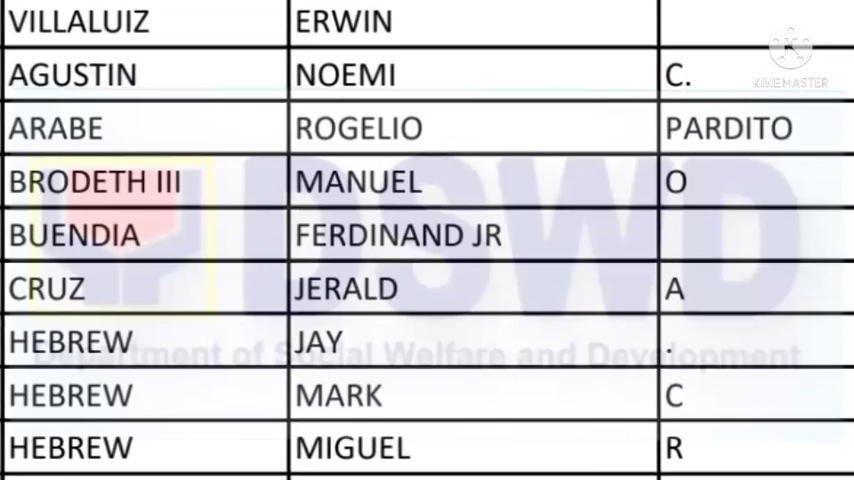 VILLALUIZ ERWIN
AGUSTIN NOEMI C.
ARABE ROGELIO PARDITO
BRODETH III MANUEL O
BUENDIA FERDINAND JR
CRUZ JERALD A
HEBREW JAY .
HEBREW MARK C
HEBREW MIGUEL R
K
KINEMASTER
DSWD
Department of Social Welfare and Development